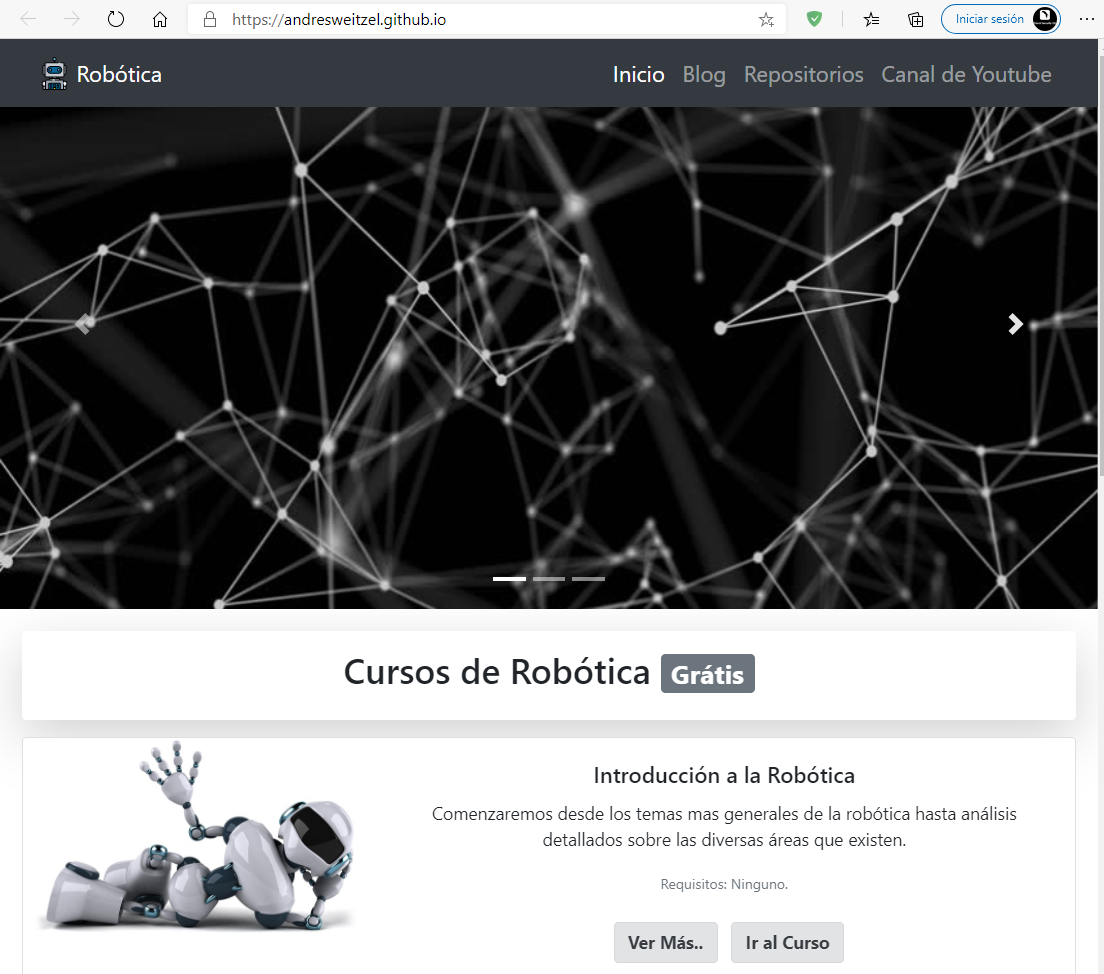 https://andresweitzel.github.io
Iniciar sesión
Robótica
Inicio Blog Repositorios Canal de Youtube
Cursos de Robótica Grátis
Introducción a la Robótica
Comenzaremos desde los temas mas generales de la robótica hasta análisis
detallados sobre las diversas áreas que existen.
Requisitos: Ninguno.
Ver Más.. Ir al Curso